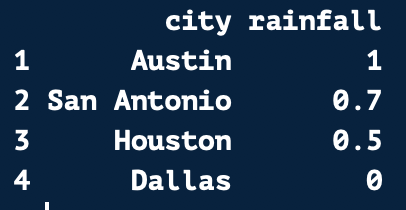 city rainfall
1 Austin 1
2 San Antonio 0.7
3 Houston 0.5
4 Dallas 0